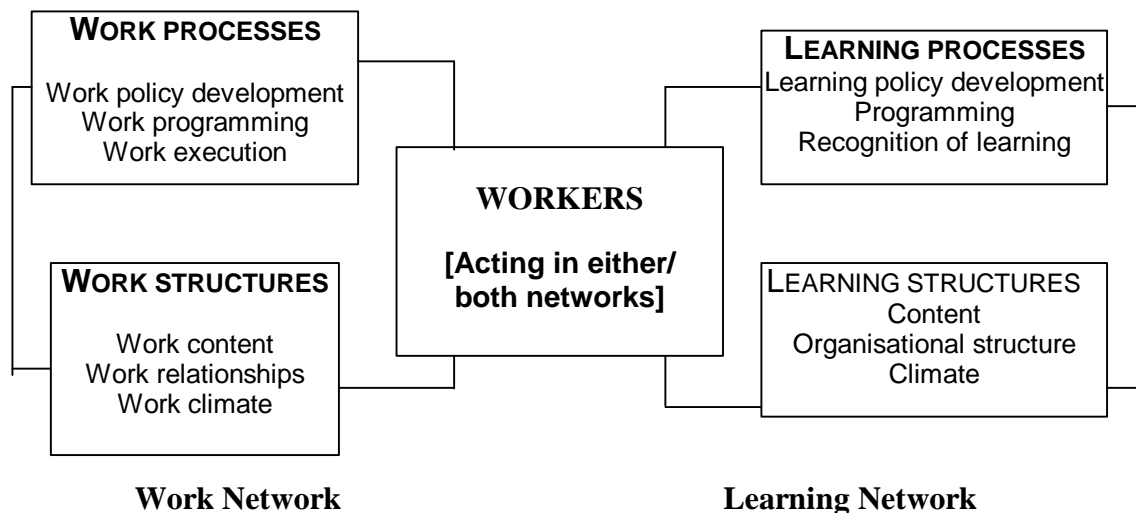 WORK PROCESSES
Work policy development
Work programming
Work execution
WORK STRUCTURES
Work content
Work relationships
Work climate
WORKERS
[Acting in either/
both networks]
LEARNING PROCESSES
Learning policy development
Programming
Recognition of learning
LEARNING STRUCTURES
Content
Organisational structure
Climate
Work Network
Learning Network